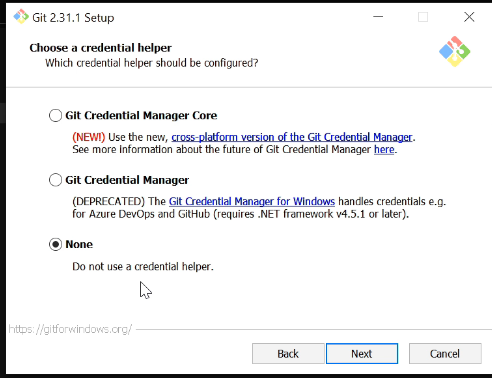 Git 2.31.1 Setup
Choose a credential helper
Which credential helper should be configured?
Git Credential Manager Core
(NEW!) Use the new, cross-platform version of the Git Credential Manager.
See more information about the future of Git Credential Manager here.
Git Credential Manager
(DEPRECATED) The Git Credential Manager for Windows handles credentials e.g.
for Azure DevOps and GitHub (requires .NET framework v4.5.1 or later).
None
Do not use a credential helper.
https://gitforwindows.org/
Back
Next
Cancel